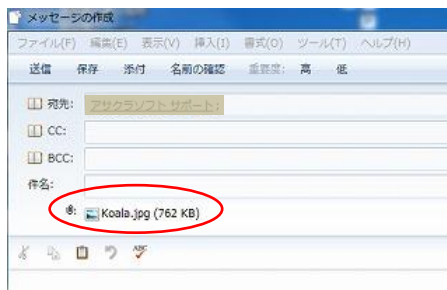 メッセージの作成
ファイル(F) 編集(E) 表示(V) 挿入(I) 書式(O) ツール(T) ヘルプ(H)
送信 保存 添付 名前の確認 重要度: 高 低
宛先: アサクラソフト サポート;
CC:
BCC:
件名:
Koala.jpg (762 KB)
ABC